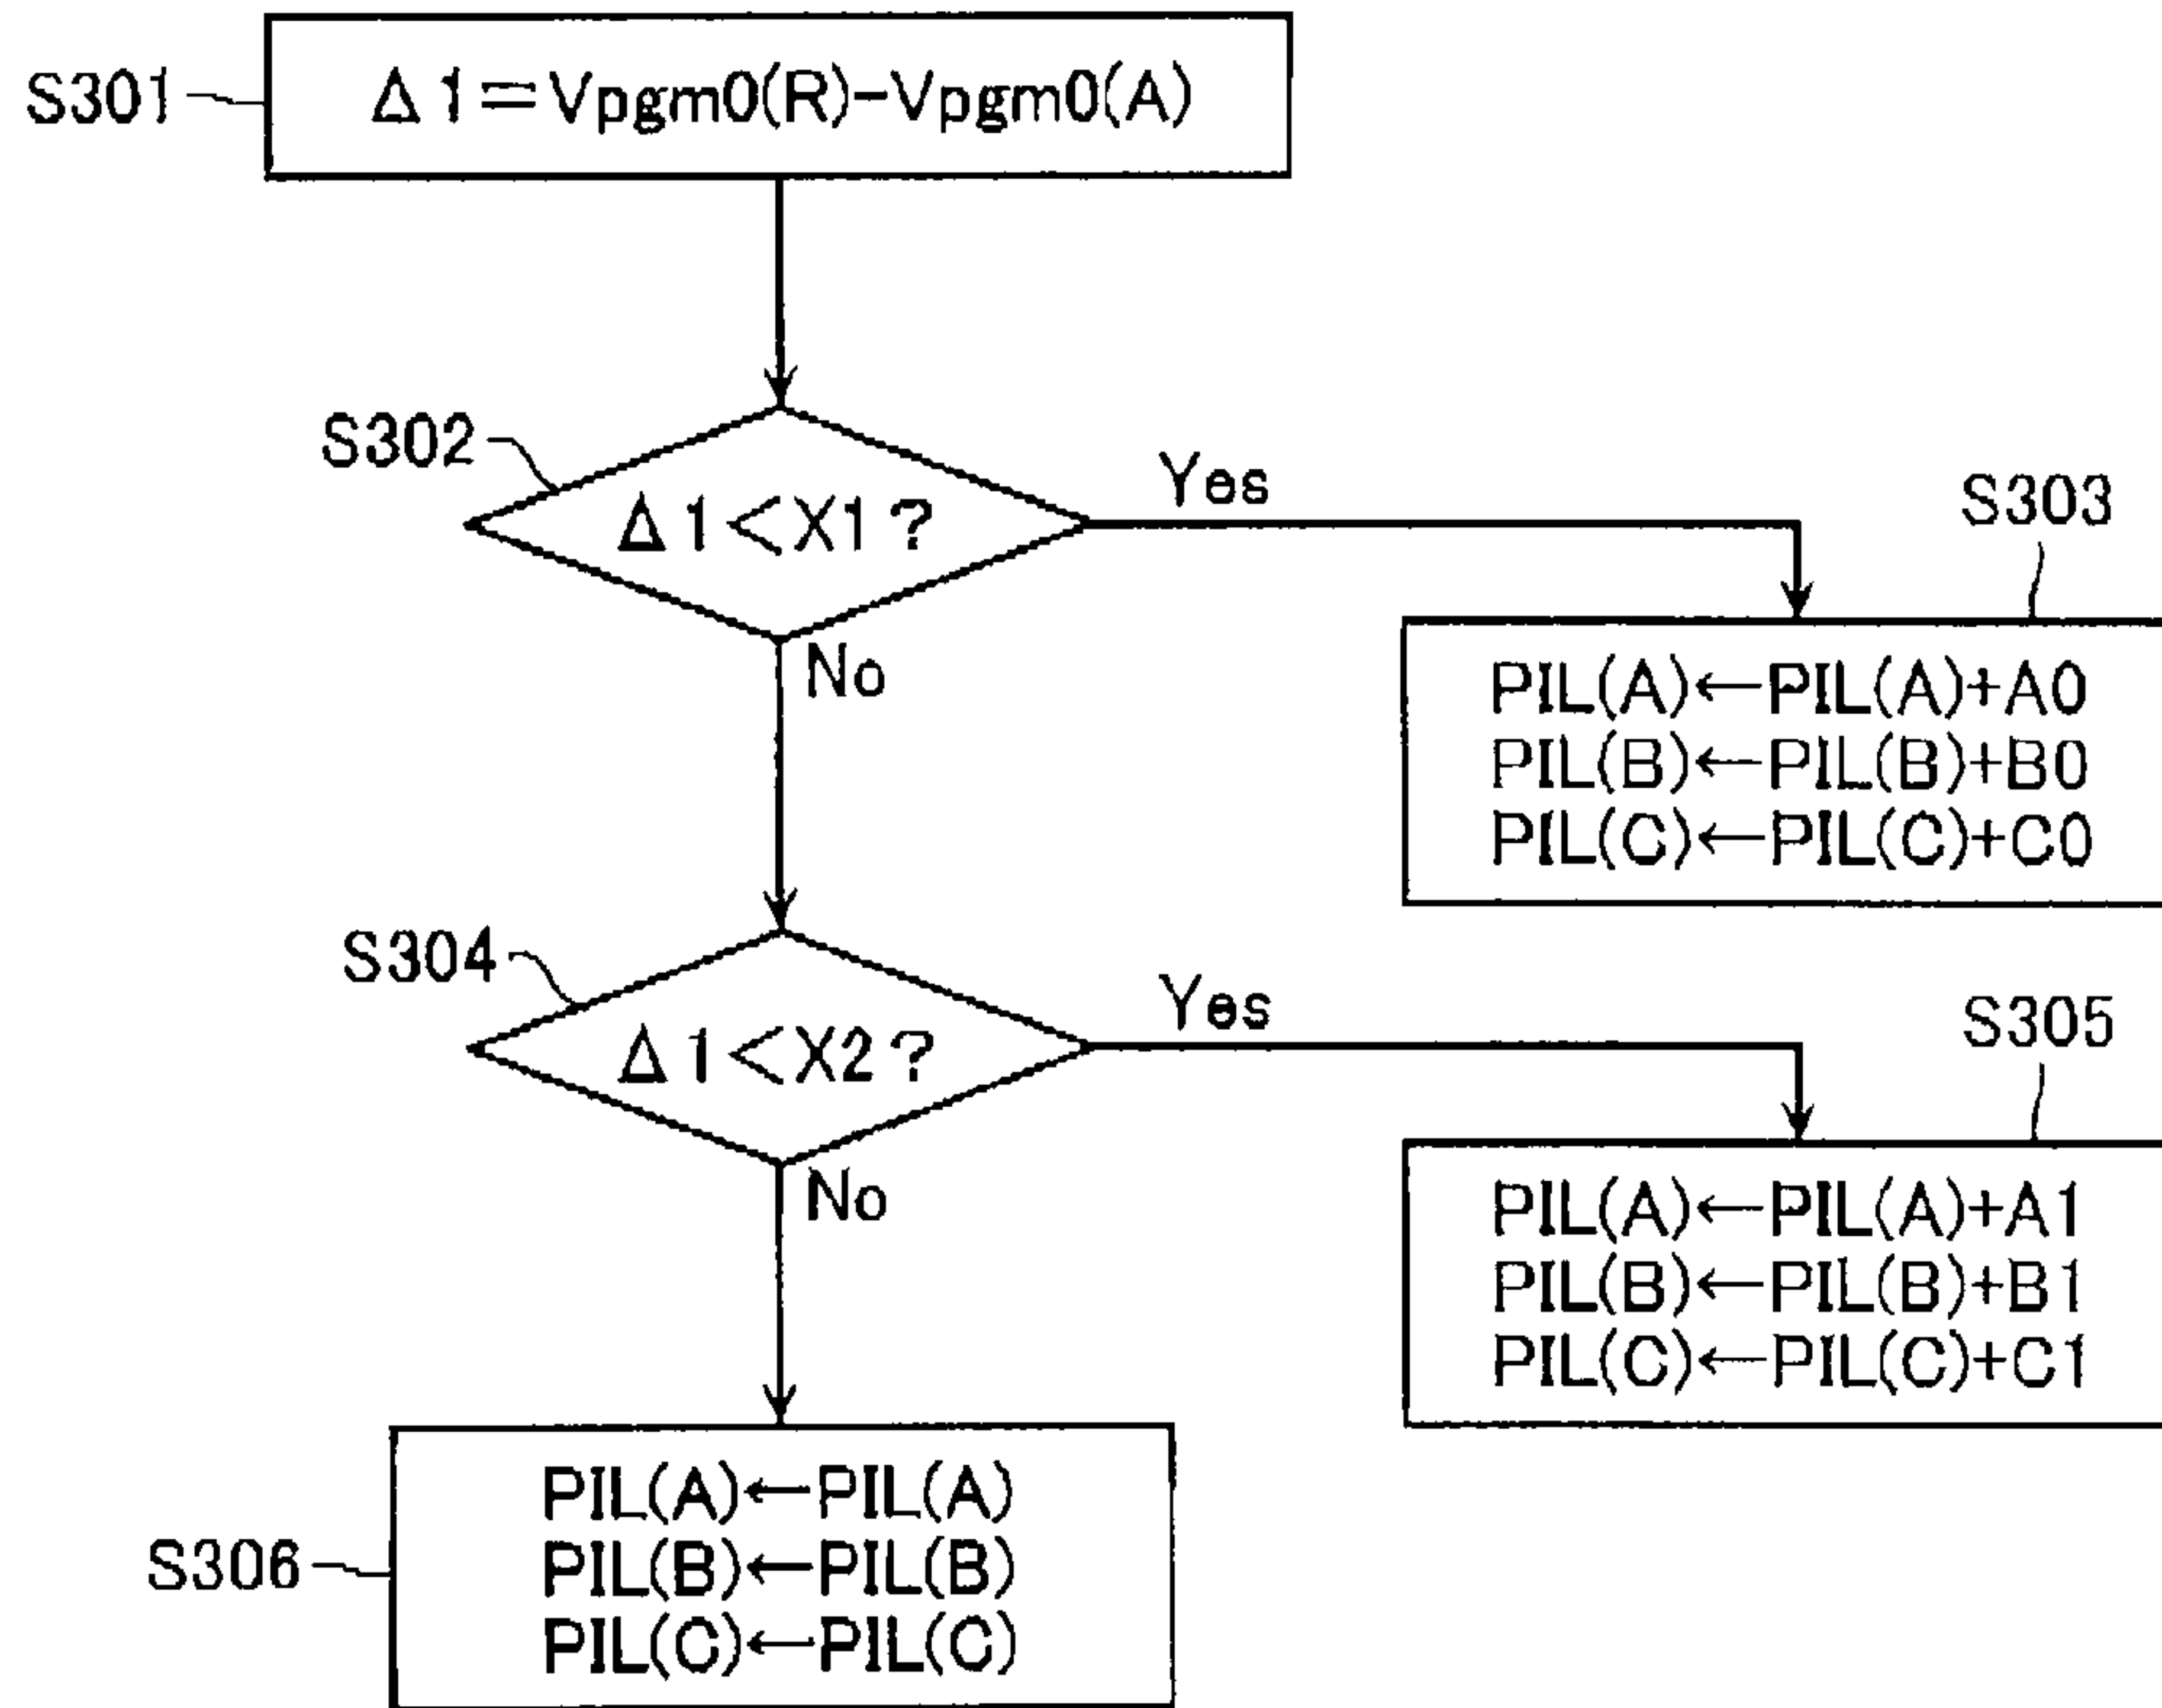 S301
Δ1=Vpgm0(R)-Vpgm0(A)
S302
Δ1<X1?
Yes
No
S303
PIL(A)←PIL(A)+A0
PIL(B)←PIL(B)+B0
PIL(C)←PIL(C)+C0
S304
Δ1<X2?
Yes
No
S305
PIL(A)←PIL(A)+A1
PIL(B)←PIL(B)+B1
PIL(C)←PIL(C)+C1
S306
PIL(A)←PIL(A)
PIL(B)←PIL(B)
PIL(C)←PIL(C)